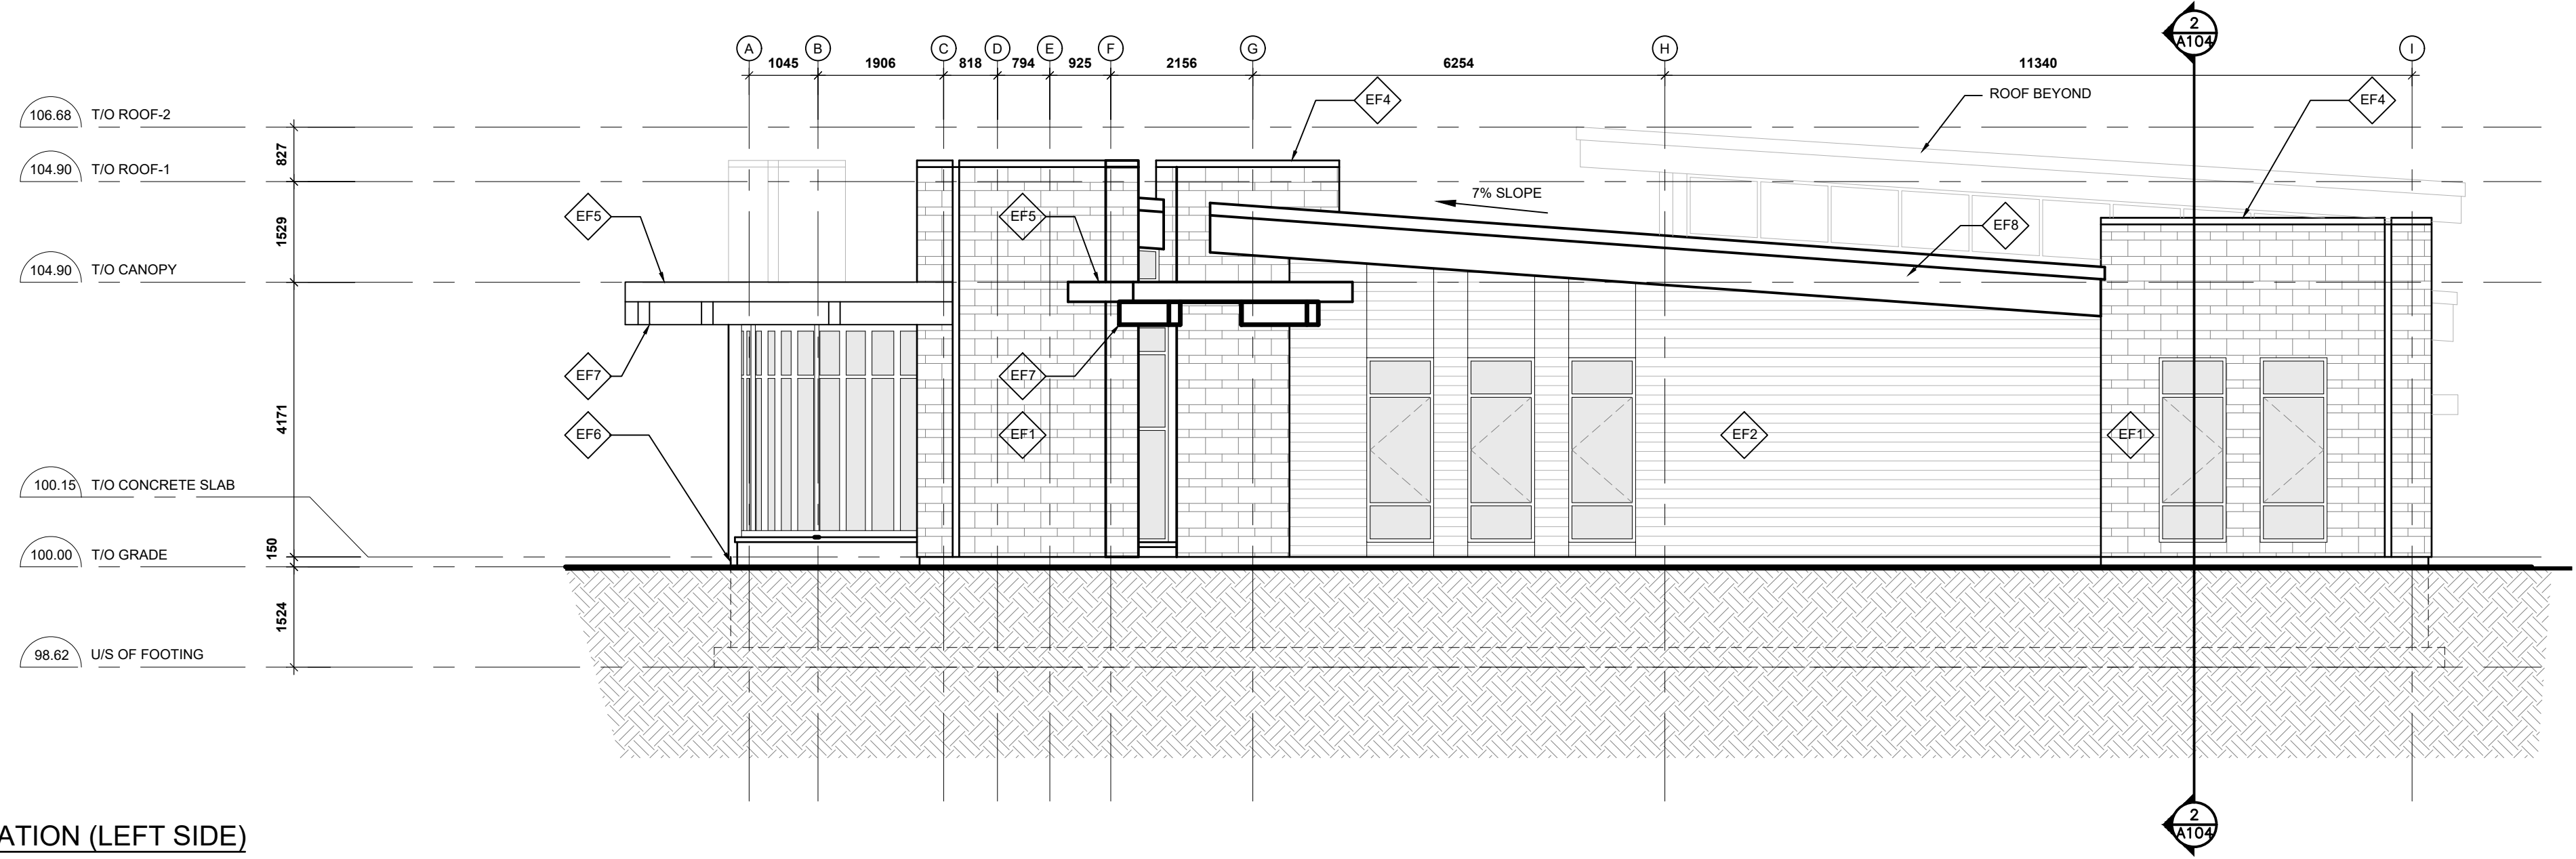 2
A104
A
B
C
D
E
F
G
H
I
1045
1906
818
794
925
2156
6254
11340
EF4
ROOF BEYOND
EF4
106.68 T/O ROOF-2
827
104.90 T/O ROOF-1
7% SLOPE
EF5
EF5
EF8
1529
104.90 T/O CANOPY
EF7
EF7
4171
EF6
EF1
EF2
EF1
100.15 T/O CONCRETE SLAB
150
100.00 T/O GRADE
1524
98.62 U/S OF FOOTING
2
A104
ATION (LEFT SIDE)